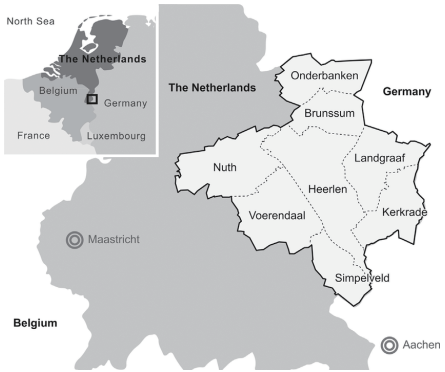 North Sea
The Netherlands
Belgium
Germany
France
Luxembourg
The Netherlands
Germany
Onderbanken
Brunssum
Landgraaf
Nuth
Heerlen
Voerendaal
Kerkrade
Maastricht
Simpelveld
Belgium
Aachen